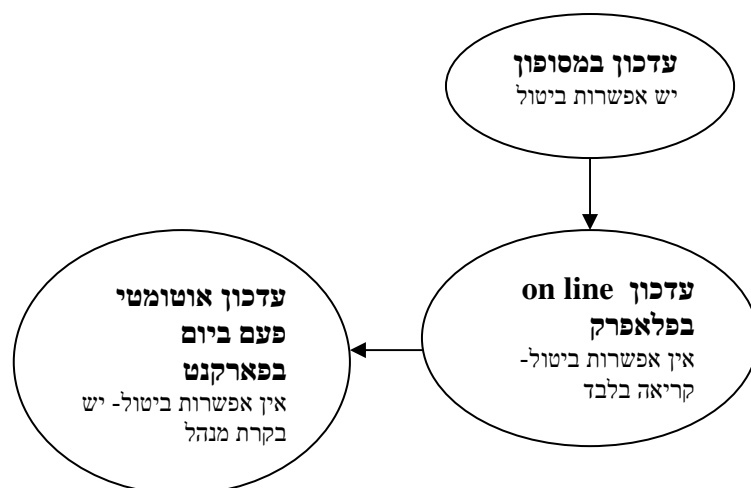 עדכון במסופון
יש אפשרות ביטול
עדכון on line
בפלאפרק
אין אפשרות ביטול-
קריאה בלבד
עדכון אוטומטי
פעם ביום
בפארקנט
אין אפשרות ביטול- יש
בקרת מנהל